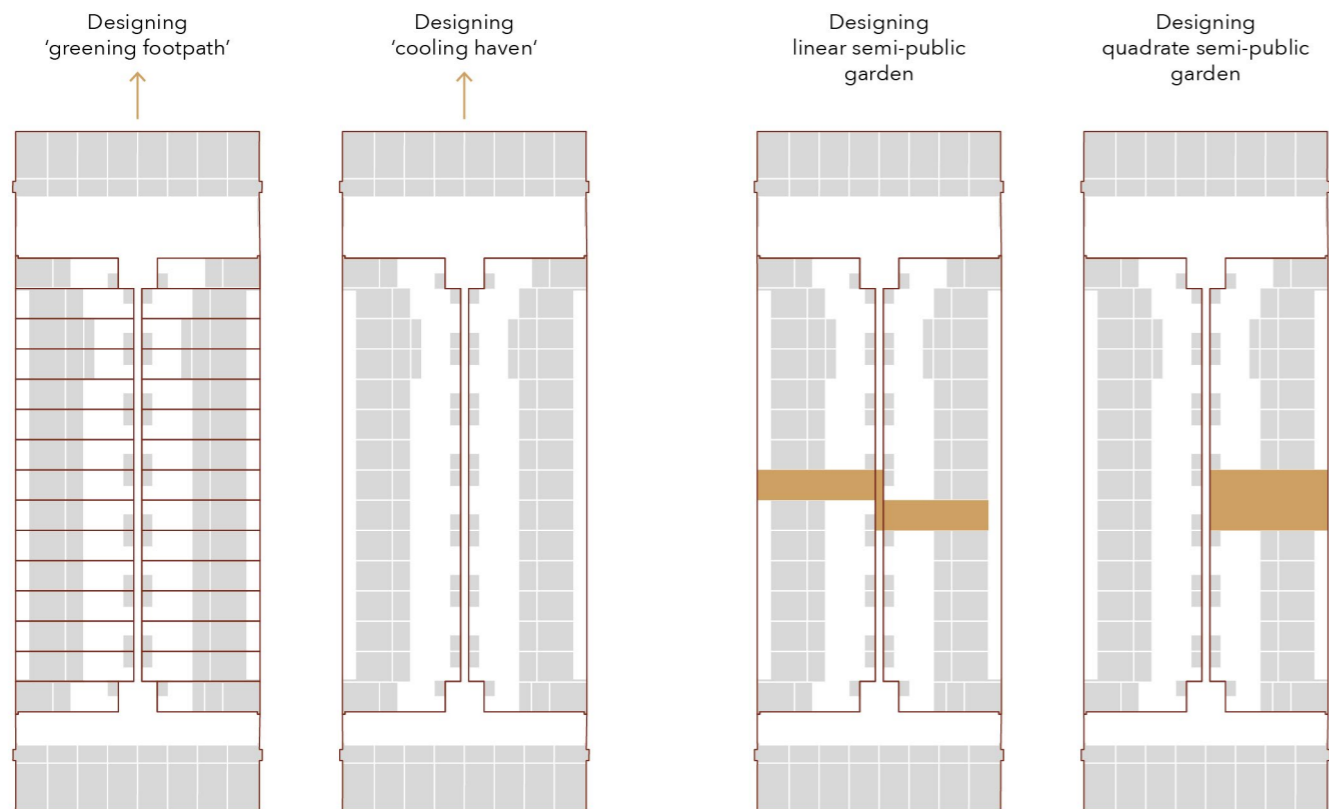 Designing
‘greening footpath’
Designing
‘cooling haven‘
Designing
linear semi-public
garden
Designing
quadrate semi-public
garden